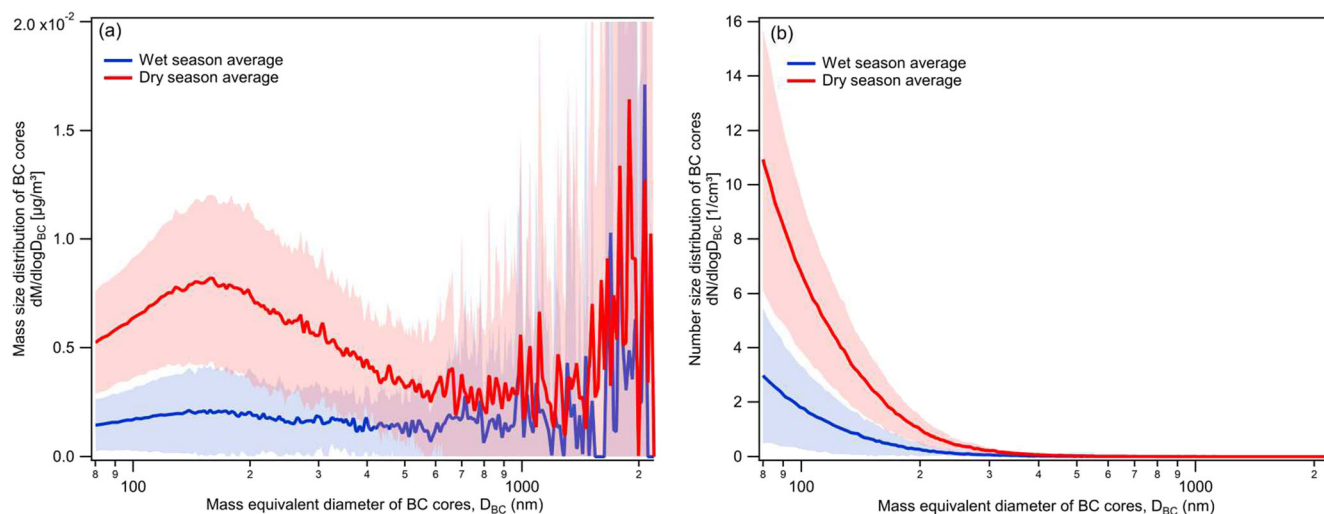 (a)
Wet season average
Dry season average
Mass size distribution of BC cores
dM/dlogD_BC [µg/m³]
2.0 x10⁻²
1.5
1.0
0.5
0.0
8 9 100 2 3 4 5 6 7 8 9 1000 2
Mass equivalent diameter of BC cores, D_BC (nm)
(b)
Wet season average
Dry season average
Number size distribution of BC cores
dN/dlogD_BC [1/cm³]
16
14
12
10
8
6
4
2
0
8 9 100 2 3 4 5 6 7 8 9 1000 2
Mass equivalent diameter of BC cores, D_BC (nm)